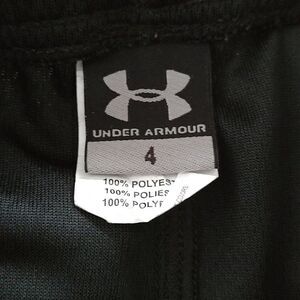 UNDER ARMOUR
4
100% POLYES
100% POLIES
100% POLYE